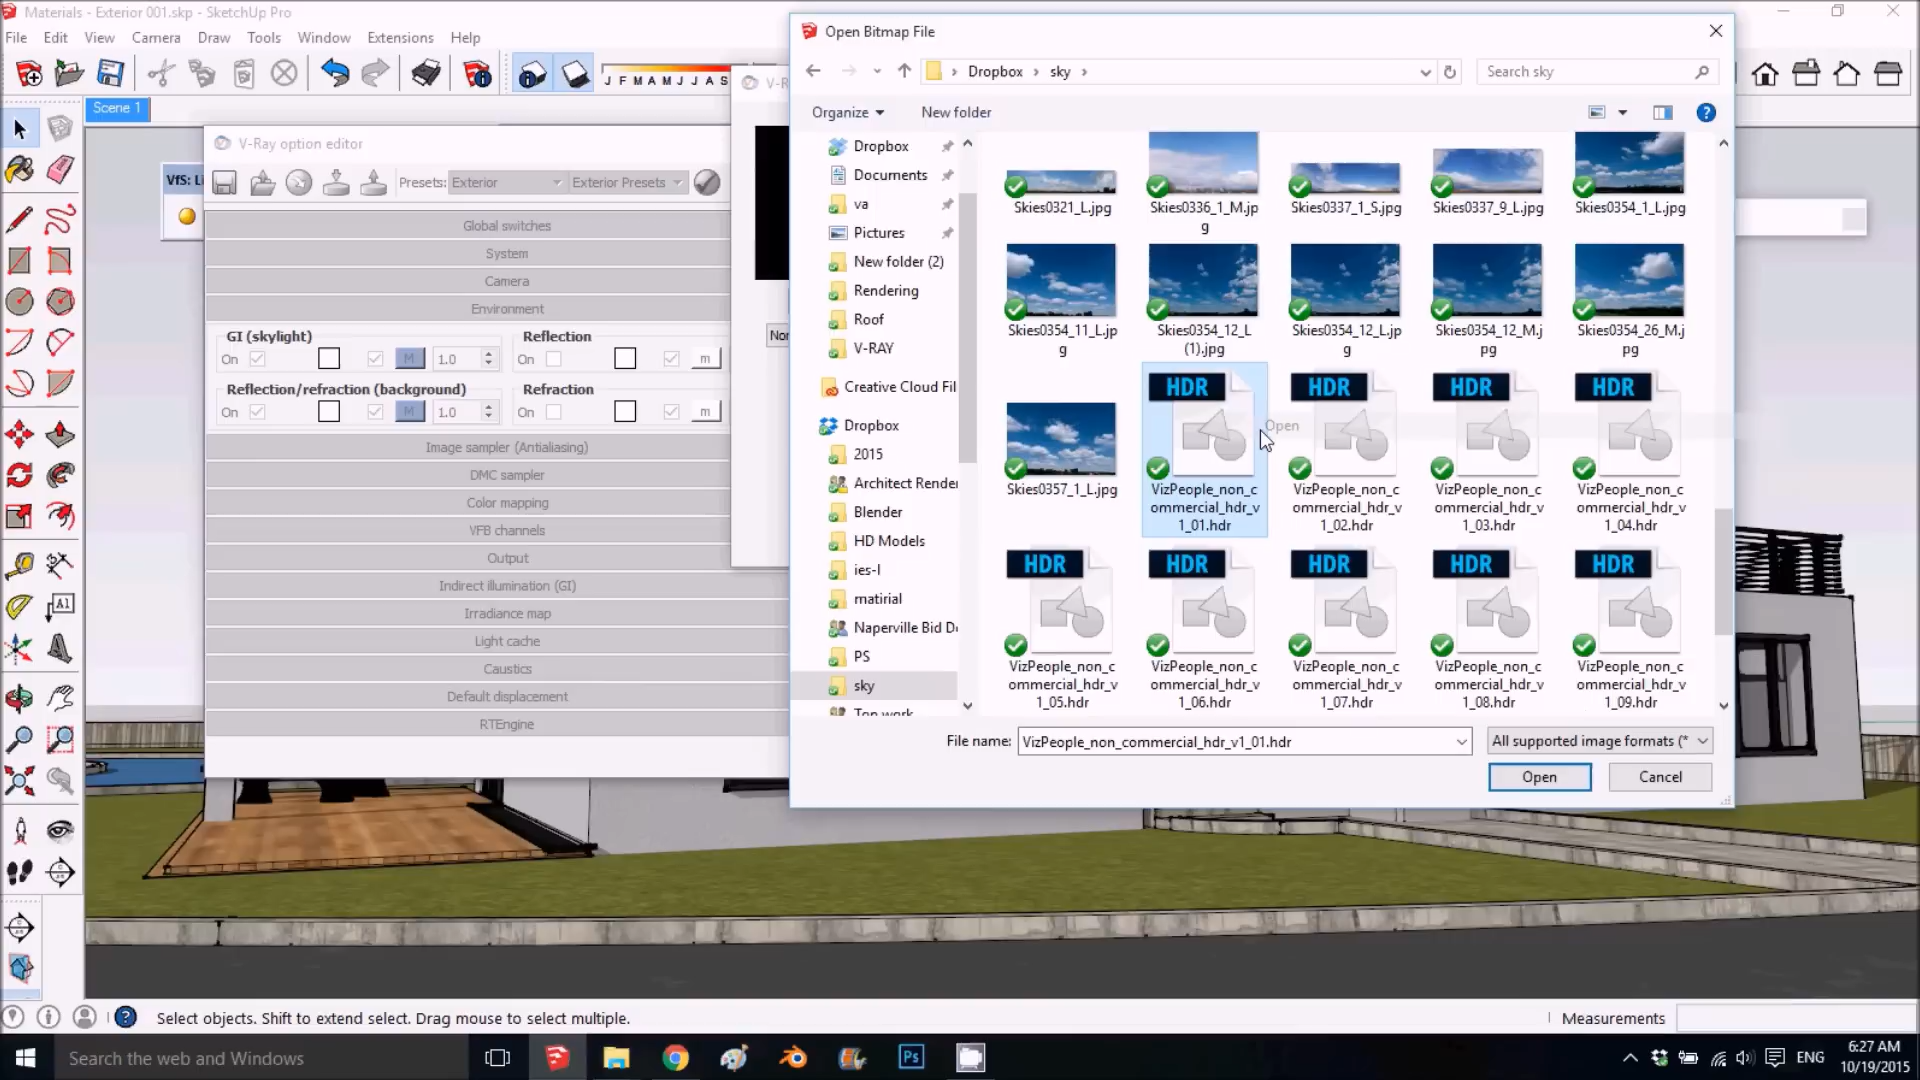 Materials - Exterior 001.skp - SketchUp Pro
File Edit View Camera Draw Tools Window Extensions Help
J F M A M J J A S
Scene 1
V-Ray option editor
VfS: Li
Presets: Exterior Exterior Presets
Global switches
System
Camera
Environment
GI (skylight)
Reflection
On M 1.0 On m
Reflection/refraction (background)
Refraction
On M 1.0 On m
Image sampler (Antialiasing)
DMC sampler
Color mapping
VFB channels
Output
Indirect illumination (GI)
Irradiance map
Light cache
Caustics
Default displacement
RTEngine
V-R
Nor
Open Bitmap File
Dropbox › sky ›
Search sky
Organize New folder
Dropbox
Documents
va
Pictures
New folder (2)
Rendering
Roof
V-RAY
Creative Cloud Fil
Dropbox
2015
Architect Render
Blender
HD Models
ies-l
matirial
Naperville Bid D
PS
sky
Skies0321_L.jpg
Skies0336_1_M.jp
g
Skies0337_1_S.jpg
Skies0337_9_L.jpg
Skies0354_1_L.jpg
Skies0354_11_L.jp
g
Skies0354_12_L
(1).jpg
Skies0354_12_L.jp
g
Skies0354_12_M.j
pg
Skies0354_26_M.j
pg
Skies0357_1_L.jpg
HDR
VizPeople_non_c
ommercial_hdr_v
1_01.hdr
Open
HDR
VizPeople_non_c
ommercial_hdr_v
1_02.hdr
HDR
VizPeople_non_c
ommercial_hdr_v
1_03.hdr
HDR
VizPeople_non_c
ommercial_hdr_v
1_04.hdr
HDR
VizPeople_non_c
ommercial_hdr_v
1_05.hdr
HDR
VizPeople_non_c
ommercial_hdr_v
1_06.hdr
HDR
VizPeople_non_c
ommercial_hdr_v
1_07.hdr
HDR
VizPeople_non_c
ommercial_hdr_v
1_08.hdr
HDR
VizPeople_non_c
ommercial_hdr_v
1_09.hdr
File name: VizPeople_non_commercial_hdr_v1_01.hdr All supported image formats (*
Open Cancel
Select objects. Shift to extend select. Drag mouse to select multiple.
Measurements
Search the web and Windows
Ps
ENG
6:27 AM
10/19/2015